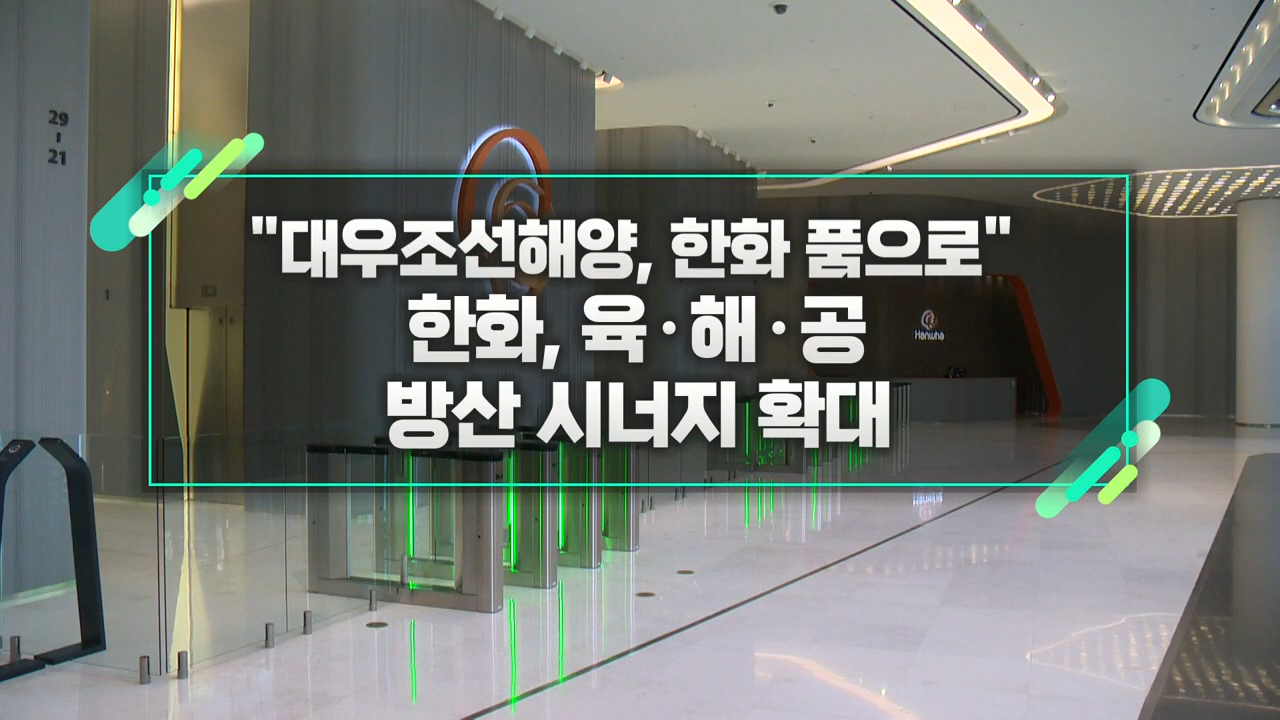 29
21
"대우조선해양, 한화 품으로"
한화, 육·해·공
방산 시너지 확대
Hanwha